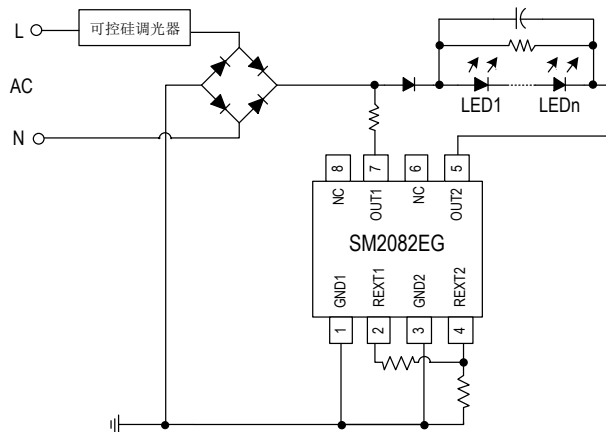 L 可控硅调光器
AC
N
LED1 LEDn
8 7 6 5
NC OUT1 NC OUT2
SM2082EG
GND1 REXT1 GND2 REXT2
1 2 3 4